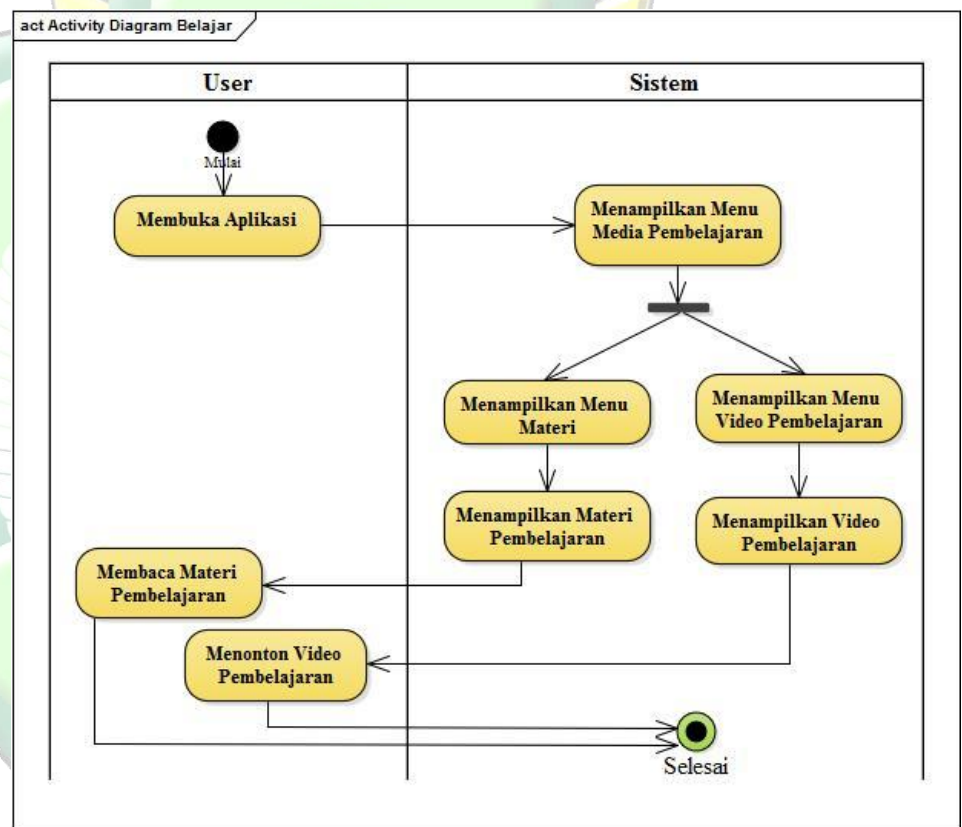 act Activity Diagram Belajar
User
Sistem
Mulai
Membuka Aplikasi
Menampilkan Menu
Media Pembelajaran
Menampilkan Menu
Materi
Menampilkan Menu
Video Pembelajaran
Menampilkan Materi
Pembelajaran
Menampilkan Video
Pembelajaran
Membaca Materi
Pembelajaran
Menonton Video
Pembelajaran
Selesai